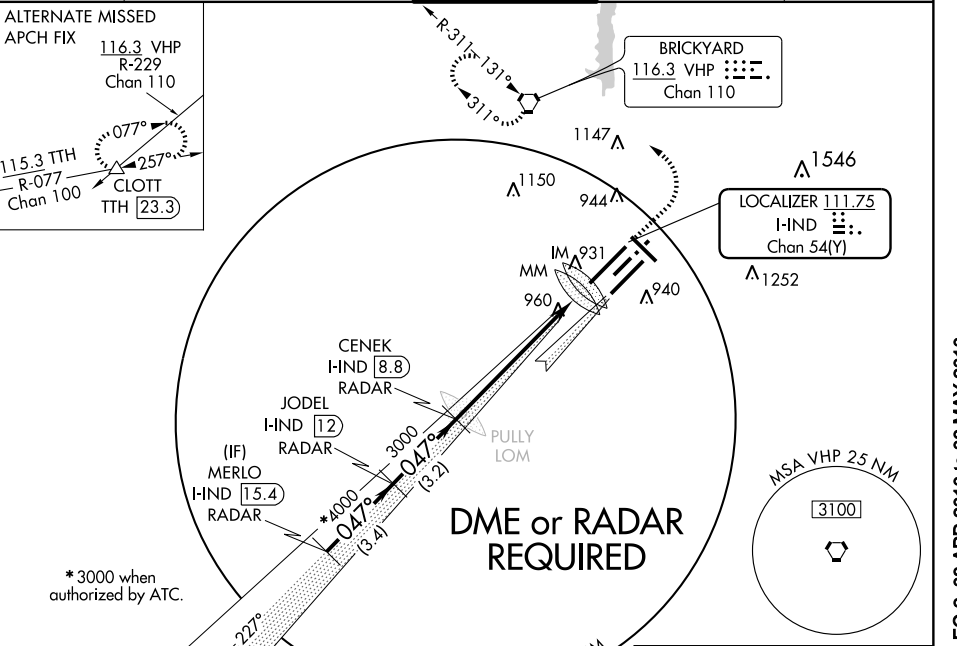 ALTERNATE MISSED
APCH FIX
116.3 VHP
R-229
Chan 110
077°
257°
115.3 TTH
R-077
Chan 100
CLOTT
TTH 23.3
R-311
131°
311°
BRICKYARD
116.3 VHP
Chan 110
1147
1546
1150
944
LOCALIZER 111.75
I-IND
Chan 54(Y)
IM
931
MM
1252
940
960
CENEK
I-IND 8.8
RADAR
JODEL
I-IND 12
RADAR
(IF)
MERLO
I-IND 15.4
RADAR
3000
047°
(3.2)
PULLY
LOM
*4000
047°
(3.4)
DME or RADAR
REQUIRED
MSA VHP 25 NM
3100
* 3000 when
authorized by ATC.
227°